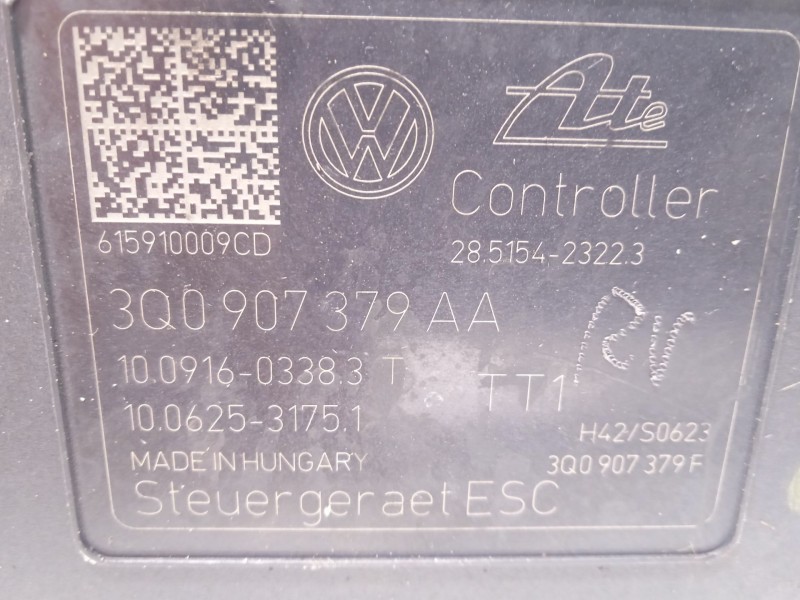 Ate
Controller
615910009CD
28.5154-2322.3
3Q0 907 379 AA
10.0916-0338.3 T
TT1
10.0625-3175.1
H42/S0623
MADE IN HUNGARY
3Q0 907 379 F
Steuergeraet ESC